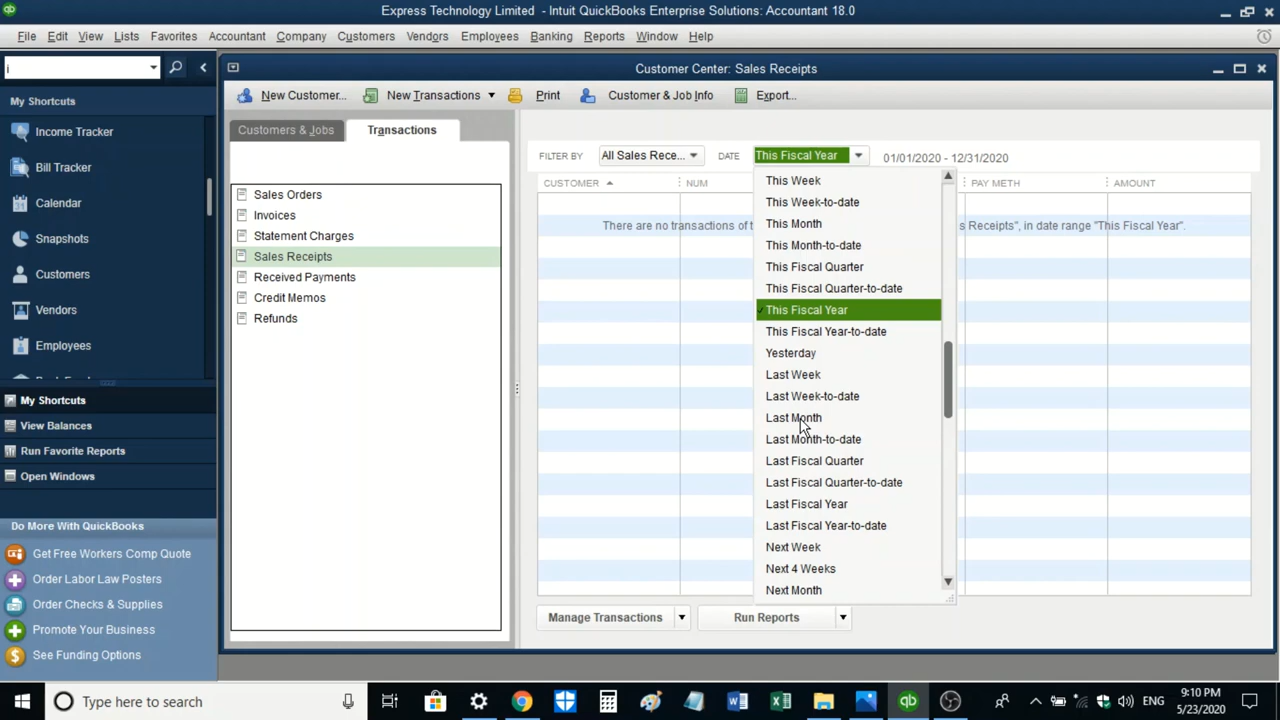 Express Technology Limited - Intuit QuickBooks Enterprise Solutions: Accountant 18.0
File Edit View Lists Favorites Accountant Company Customers Vendors Employees Banking Reports Window Help
i
Customer Center: Sales Receipts
My Shortcuts
New Customer... New Transactions Print Customer & Job Info Export...
Income Tracker
Bill Tracker
Calendar
Snapshots
Customers
Vendors
Employees
My Shortcuts
View Balances
Run Favorite Reports
Open Windows
Do More With QuickBooks
Get Free Workers Comp Quote
Order Labor Law Posters
Order Checks & Supplies
Promote Your Business
See Funding Options
Customers & Jobs Transactions
Sales Orders
Invoices
Statement Charges
Sales Receipts
Received Payments
Credit Memos
Refunds
FILTER BY All Sales Rece... DATE This Fiscal Year 01/01/2020 - 12/31/2020
CUSTOMER NUM PAY METH AMOUNT
There are no transactions of t s Receipts", in date range "This Fiscal Year".
This Week
This Week-to-date
This Month
This Month-to-date
This Fiscal Quarter
This Fiscal Quarter-to-date
This Fiscal Year
This Fiscal Year-to-date
Yesterday
Last Week
Last Week-to-date
Last Month
Last Month-to-date
Last Fiscal Quarter
Last Fiscal Quarter-to-date
Last Fiscal Year
Last Fiscal Year-to-date
Next Week
Next 4 Weeks
Next Month
Manage Transactions Run Reports
Type here to search
ENG
9:10 PM
5/23/2020